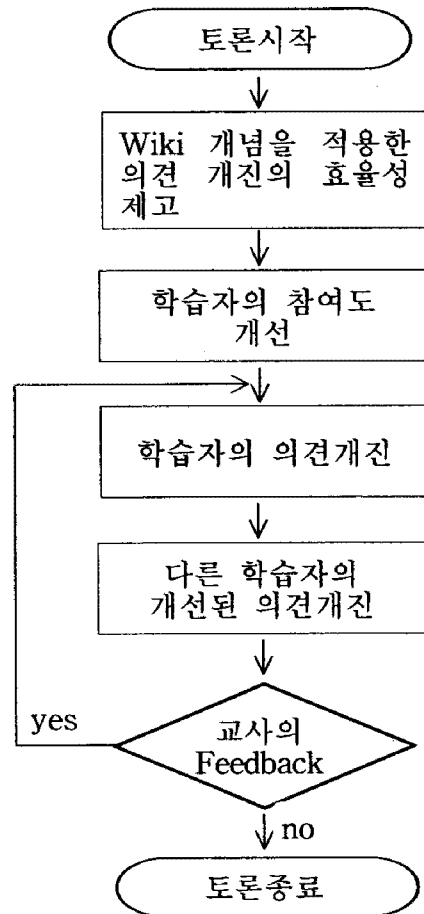 토론시작
Wiki 개념을 적용한
의견 개진의 효율성
제고
학습자의 참여도
개선
학습자의 의견개진
다른 학습자의
개선된 의견개진
yes
교사의
Feedback
no
토론종료